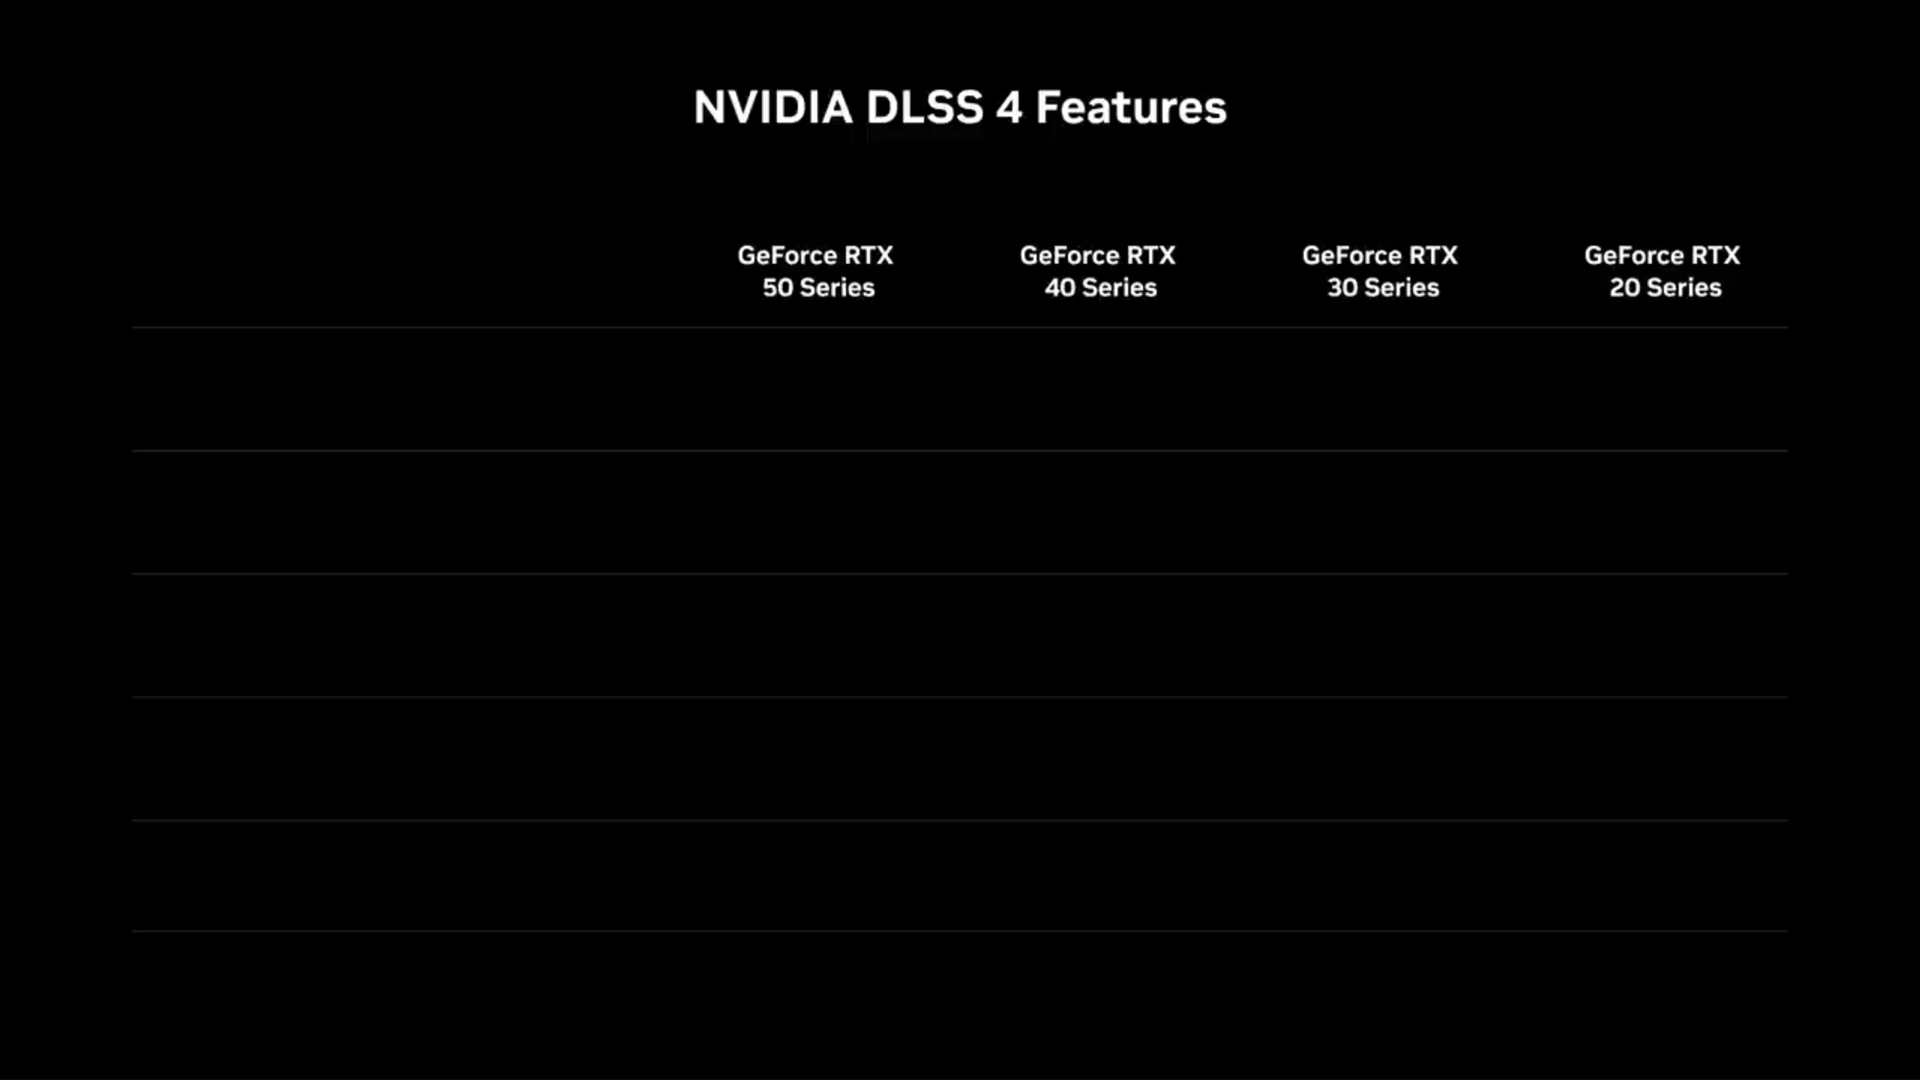 NVIDIA DLSS 4 Features
GeForce RTX
50 Series
GeForce RTX
40 Series
GeForce RTX
30 Series
GeForce RTX
20 Series